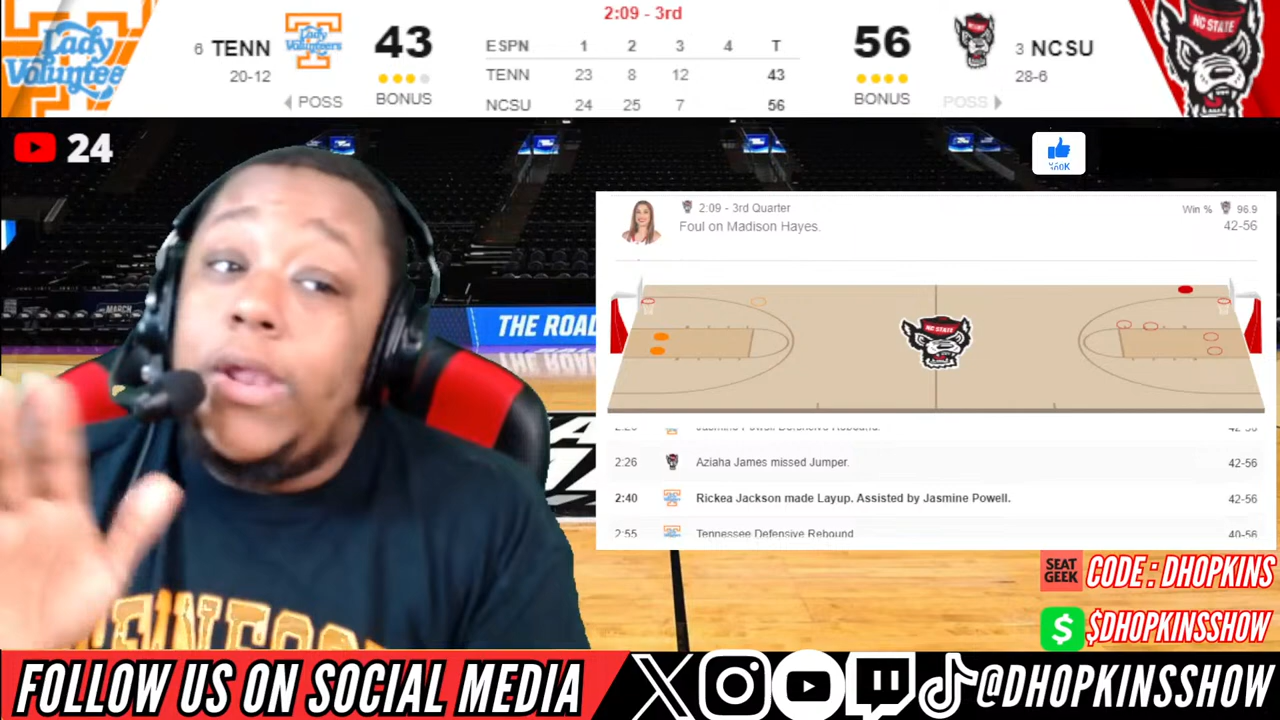 2:09 - 3rd
6 TENN
20-12
POSS
Lady Volunteers
43
BONUS
ESPN 1 2 3 4 T
TENN 23 8 12 43
NCSU 24 25 7 56
56
BONUS
3 NCSU
28-6
POSS
NC STATE
24
2:09 - 3rd Quarter
Foul on Madison Hayes.
Win % 96.9
42-56
MARCH
THE ROAD
NC STATE
2:26 Aziaha James missed Jumper. 42-56
2:40 Rickea Jackson made Layup. Assisted by Jasmine Powell. 42-56
2:55 Tennessee Defensive Rebound 40-56
SEAT GEEK CODE : DHOPKINS
$ $DHOPKINSSHOW
FOLLOW US ON SOCIAL MEDIA @DHOPKINSSHOW